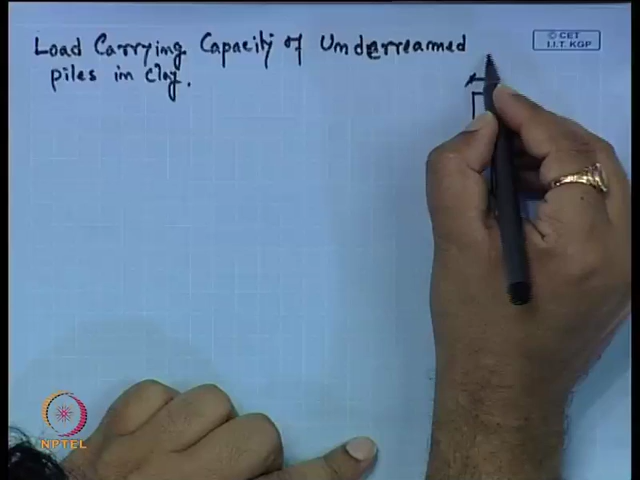 Load Carrying Capacity of Underreamed
piles in clay.
© CET
I.I.T. KGP
NPTEL